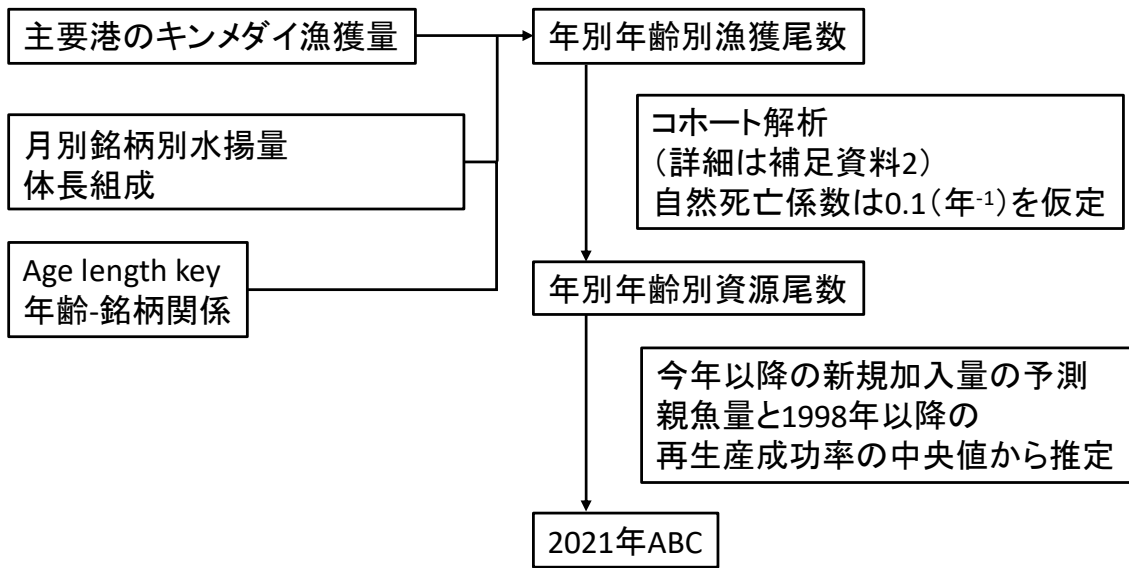 主要港のキンメダイ漁獲量
年別年齢別漁獲尾数
月別銘柄別水揚量
体長組成
コホート解析
（詳細は補足資料2）
自然死亡係数は0.1（年-1）を仮定
Age length key
年齢-銘柄関係
年別年齢別資源尾数
今年以降の新規加入量の予測
親魚量と1998年以降の
再生産成功率の中央値から推定
2021年ABC